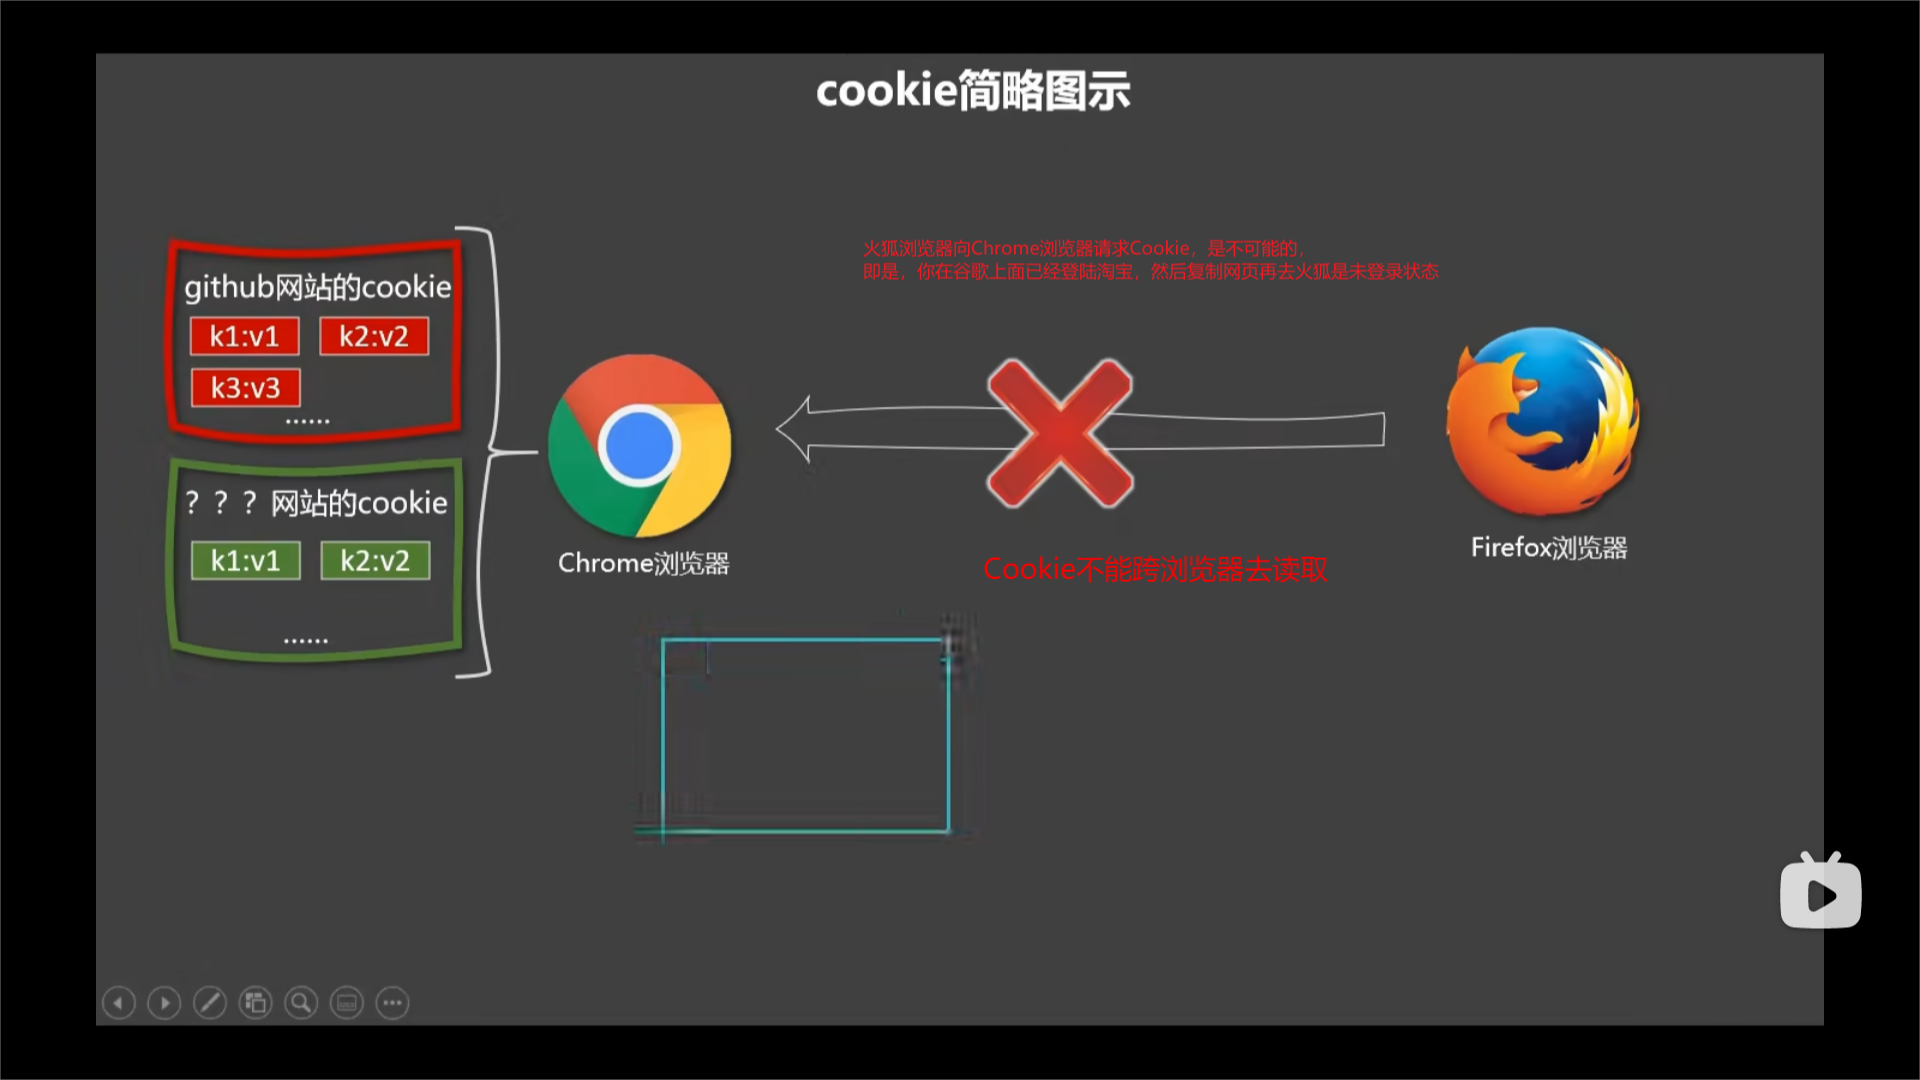 cookie简略图示
火狐浏览器向Chrome浏览器请求Cookie，是不可能的，
即是，你在谷歌上面已经登陆淘宝，然后复制网页再去火狐是未登录状态
github网站的cookie
k1:v1 k2:v2
k3:v3
......
？？？网站的cookie
k1:v1 k2:v2
......
Chrome浏览器
Cookie不能跨浏览器去读取
Firefox浏览器